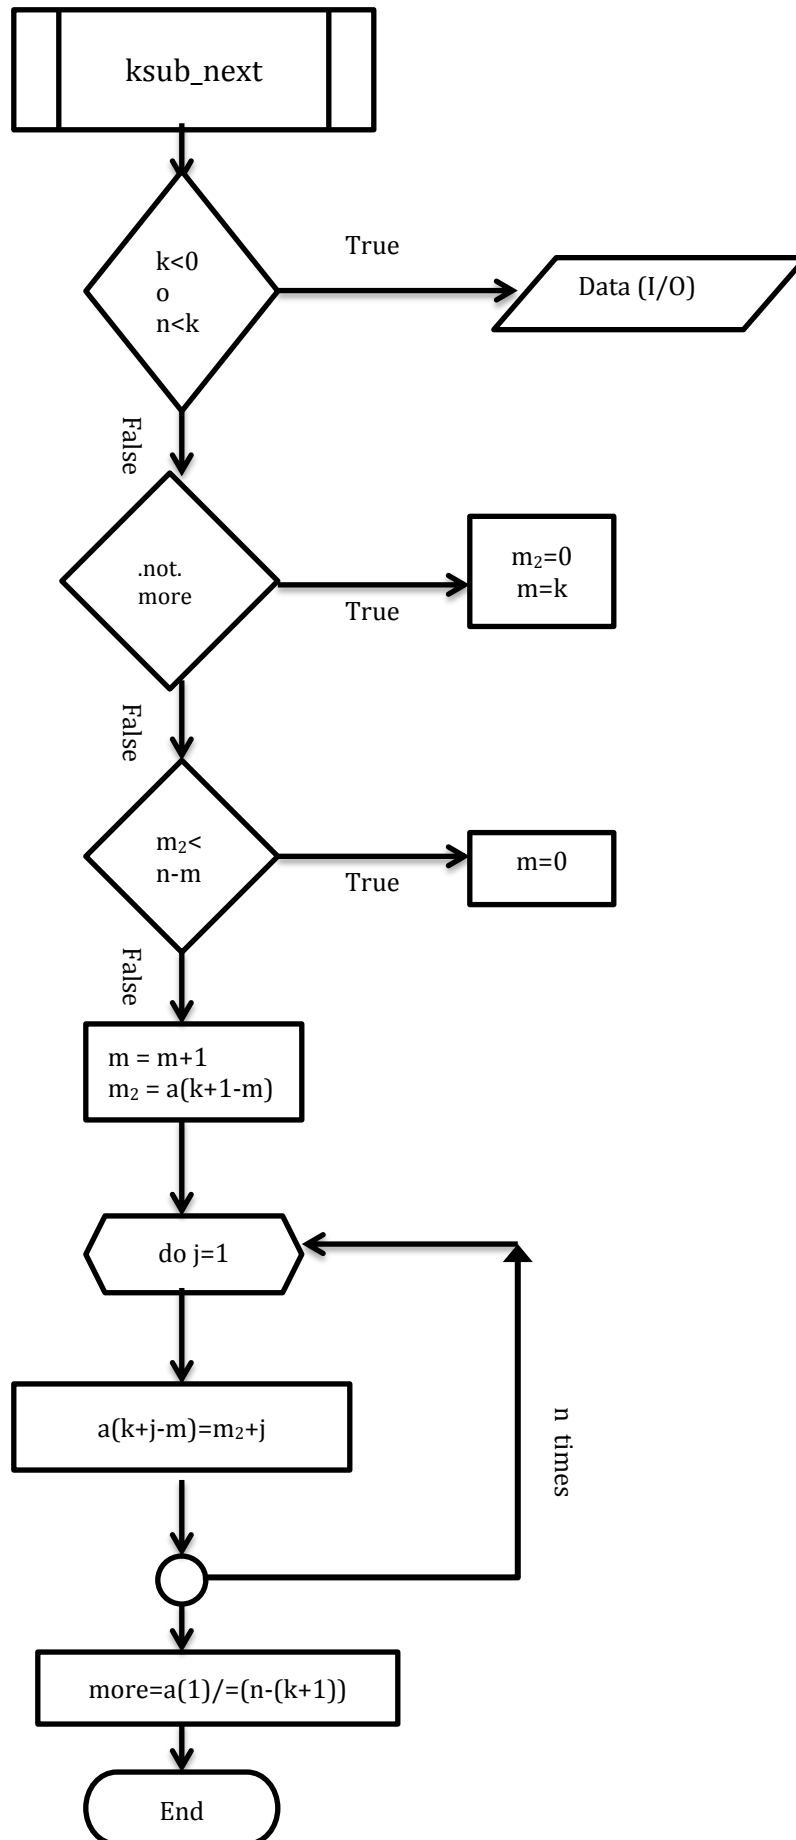 ksub_next
k<0
o
n<k
True
Data (I/O)
False
.not.
more
True
m₂=0
m=k
False
m₂<
n-m
True
m=0
False
m = m+1
m₂ = a(k+1-m)
do j=1
a(k+j-m)=m₂+j
n times
more=a(1)/=(n-(k+1))
End